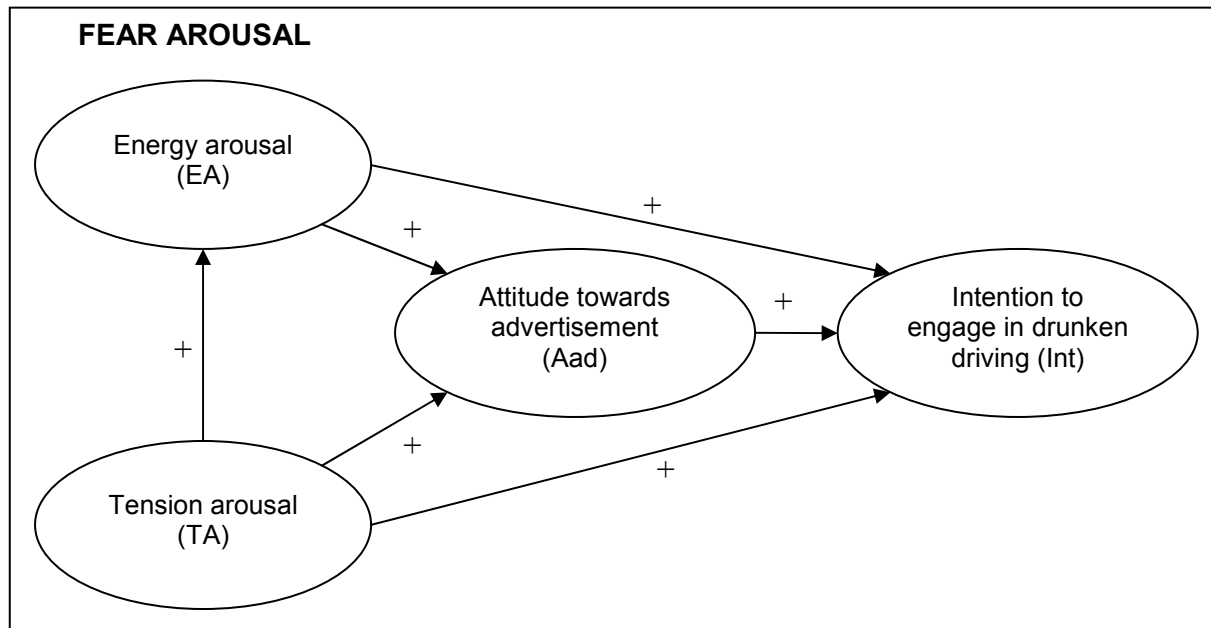 FEAR AROUSAL
Energy arousal
(EA)
+
+
Attitude towards
advertisement
(Aad)
+
Intention to
engage in drunken
driving (Int)
+
+
+
Tension arousal
(TA)